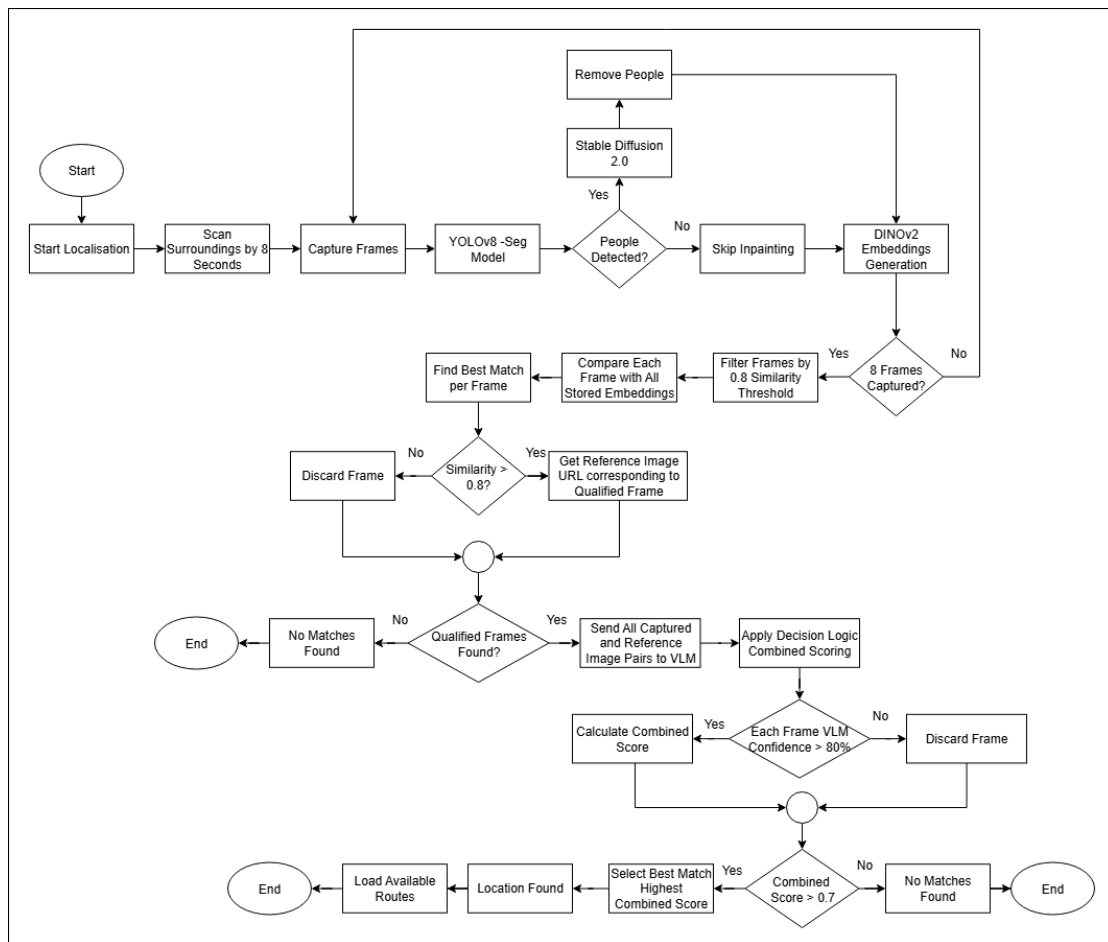 Remove People
Stable Diffusion
2.0
Start
Yes
Start Localisation
Scan
Surroundings by 8
Seconds
Capture Frames
YOLOv8 -Seg
Model
People
Detected?
No
Skip Inpainting
DINOv2
Embeddings
Generation
Find Best Match
per Frame
Compare Each
Frame with All
Stored Embeddings
Filter Frames by
0.8 Similarity
Threshold
Yes
8 Frames
Captured?
No
Discard Frame
No
Similarity >
0.8?
Yes
Get Reference Image
URL corresponding to
Qualified Frame
End
No Matches
Found
No
Qualified Frames
Found?
Yes
Send All Captured
and Reference
Image Pairs to VLM
Apply Decision Logic
Combined Scoring
Calculate Combined
Score
Yes
Each Frame VLM
Confidence > 80%
No
Discard Frame
End
Load Available
Routes
Location Found
Select Best Match
Highest
Combined Score
Yes
Combined
Score > 0.7
No
No Matches
Found
End